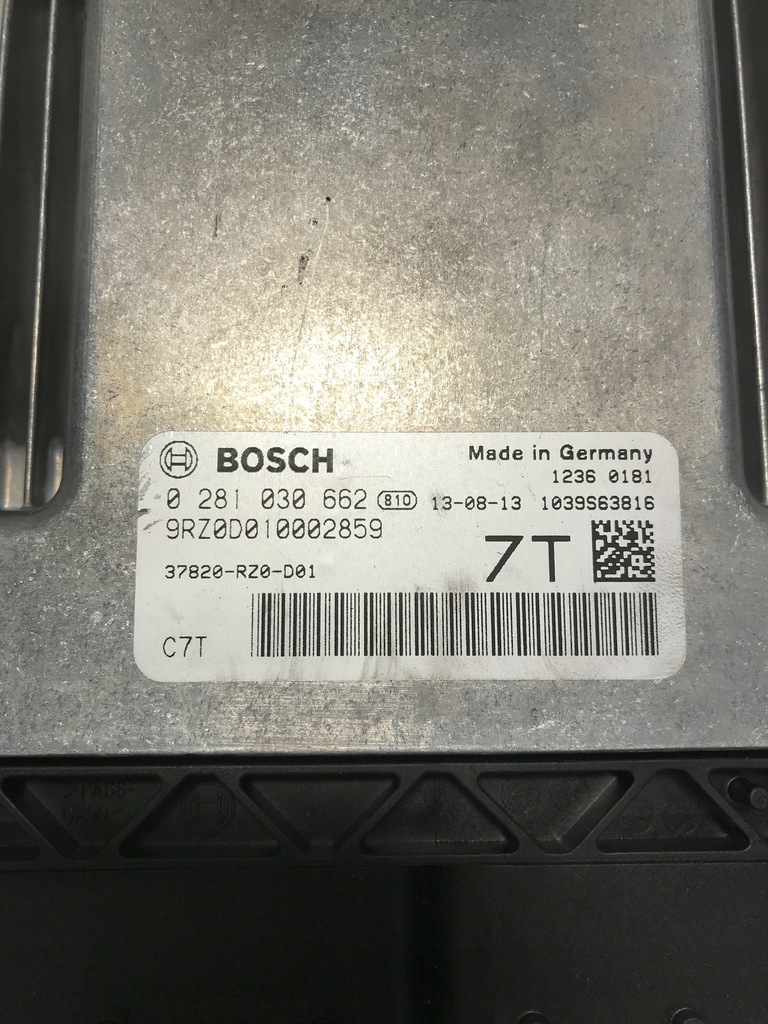 BOSCH
Made in Germany
1236 0181
0 281 030 662 810 13-08-13 1039S63816
9RZ0D010002859
7T
37820-RZ0-D01
C7T
>PA66-